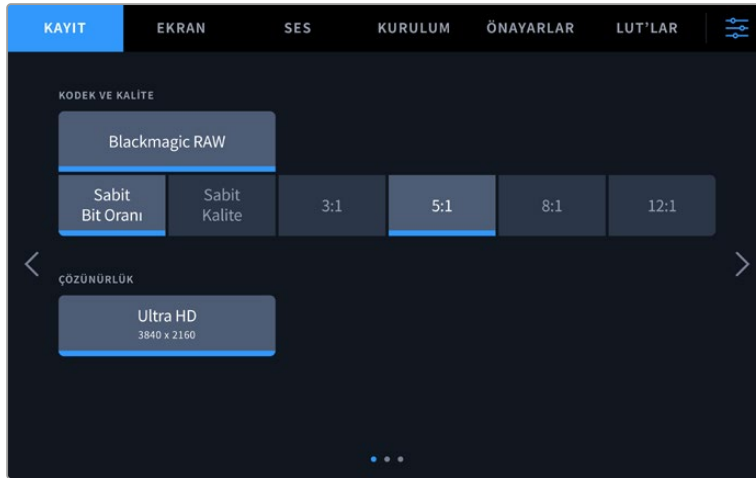 KAYIT EKRAN SES KURULUM ÖNAYARLAR LUT’LAR
KODEK VE KALİTE
Blackmagic RAW
Sabit Bit Oranı
Sabit Kalite
3:1
5:1
8:1
12:1
ÇÖZÜNÜRLÜK
Ultra HD
3840 x 2160